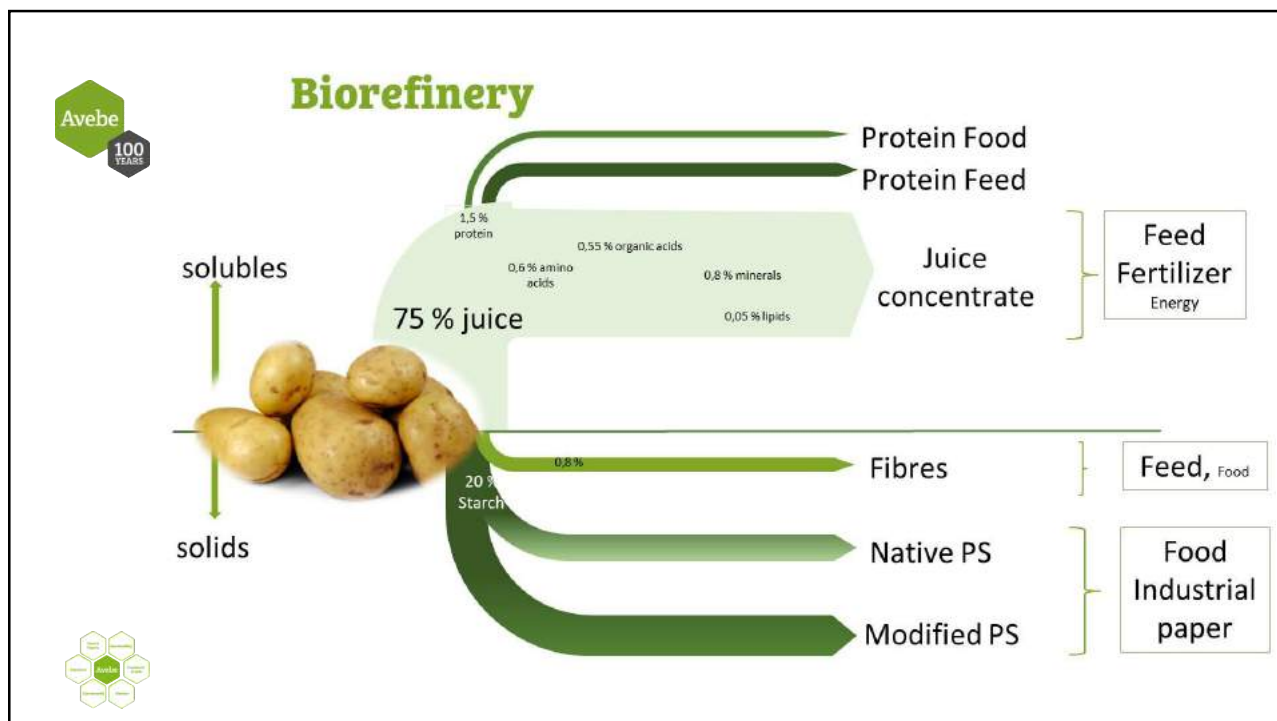 Biorefinery
Avebe
100
YEARS
Protein Food
Protein Feed
1,5 %
protein
0,55 % organic acids
0,6 % amino
acids
0,8 % minerals
0,05 % lipids
75 % juice
Juice
concentrate
Feed
Fertilizer
Energy
solubles
solids
0,8 %
Fibres
Feed, Food
20 %
Starch
Native PS
Modified PS
Food
Industrial
paper
Avebe